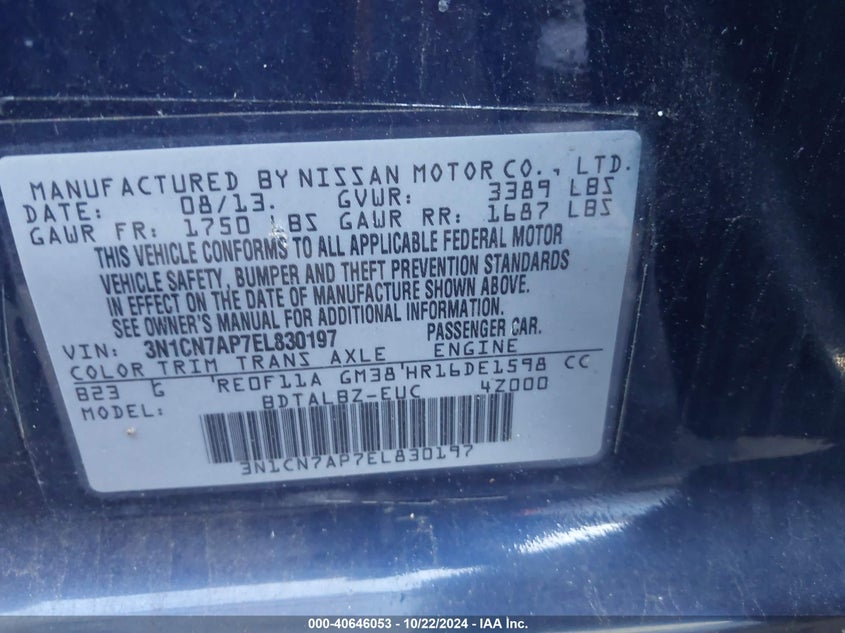 MANUFACTURED BY NISSAN MOTOR CO., LTD.
DATE: 08/13. GVWR: 3389 LBS
GAWR FR: 1750 LBS GAWR RR: 1687 LBS
THIS VEHICLE CONFORMS TO ALL APPLICABLE FEDERAL MOTOR
VEHICLE SAFETY, BUMPER AND THEFT PREVENTION STANDARDS
IN EFFECT ON THE DATE OF MANUFACTURE SHOWN ABOVE.
SEE OWNER'S MANUAL FOR ADDITIONAL INFORMATION.
VIN: 3N1CN7AP7EL830197 PASSENGER CAR.
COLOR TRIM TRANS AXLE ENGINE
B23 G 'RE0F11A GM38'HR16DE1598 CC
MODEL: BDTALBZ-EUC 4Z000
3N1CN7AP7EL830197
000-40646053 - 10/22/2024 - IAA, Inc.